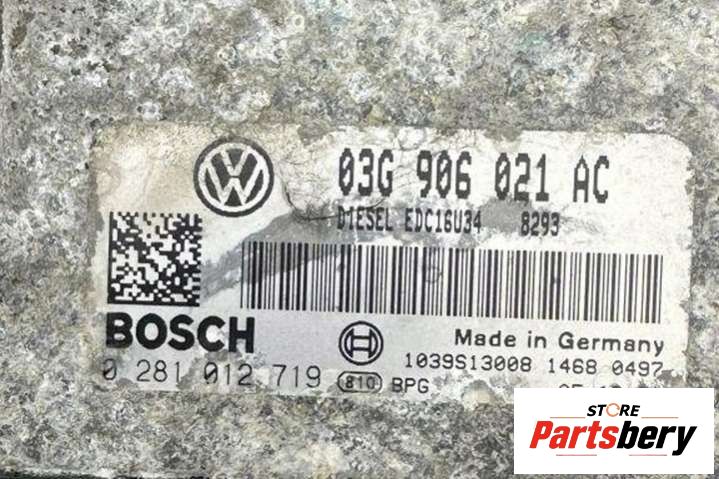 03G 906 021 AC
DIESEL EDC16U34 8293
BOSCH
Made in Germany
1039S13008 1468 0497
0 281 012 719 810 BPG
STORE
Partsbery